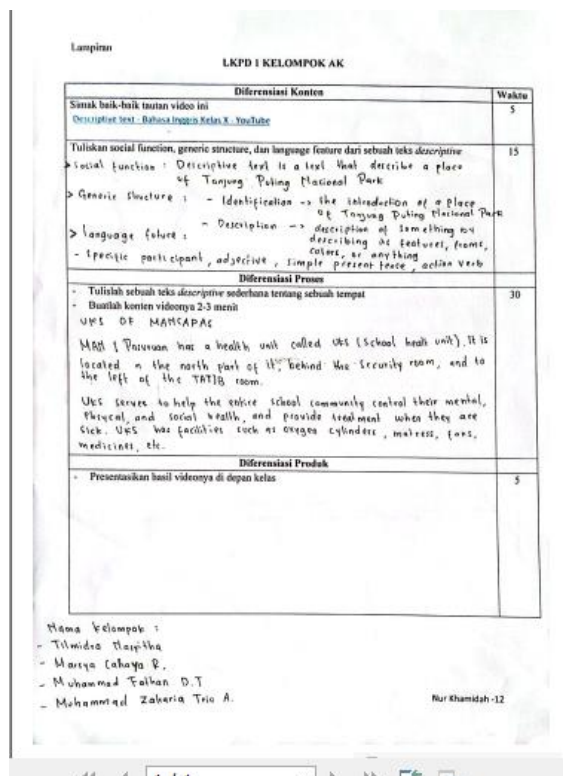 Lampiran
LKPD 1 KELOMPOK AK
Diferensiasi Konten
Waktu
Simak baik-baik tautan video ini
5
Descriptive text - Bahasa Inggris Kelas X - YouTube
Tuliskan social function, generic structure, dan language feature dari sebuah teks descriptive
15
> Social function : Descriptive text is a text that describe a place
of Tanjung Puting National Park
> Generic structure : - Identification -> the introduction of a place
of Tanjung Puting National Park
- Description -> description of something by
> language feture :
describing as features, froms,
colors, or anything
- Specific participant, adjective, simple present tense, action verb
Diferensiasi Proses
- Tulislah sebuah teks descriptive sederhana tentang sebuah tempat
30
- Buatlah konten videonya 2-3 menit
UKS OF MANSAPAS
MAN 1 Pasuruan has a health unit called UKS (School healt unit). It is
located in the north part of it, behind the security room, and to
the left of the TATIB room.
UKS serves to help the entire school community control their mental,
Physical, and social health, and provide treatment when they are
sick. UKS has facilities such as oxygen cylinders, matress, fans,
medicines, etc.
Diferensiasi Produk
- Presentasikan hasil videonya di depan kelas
5
Nama kelompok :
- Tilmidza
- Marsya Cahaya R.
- Muhammad D.T
- Mohammad Zakaria Trio A.
Nur Khamidah -12